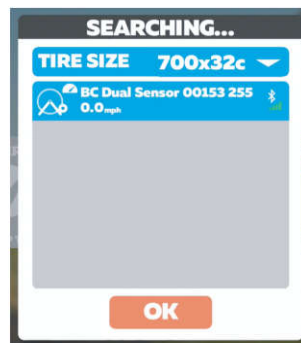 SEARCHING...
TIRE SIZE 700x32c
BC Dual Sensor 00153 255
0.0mph
OK